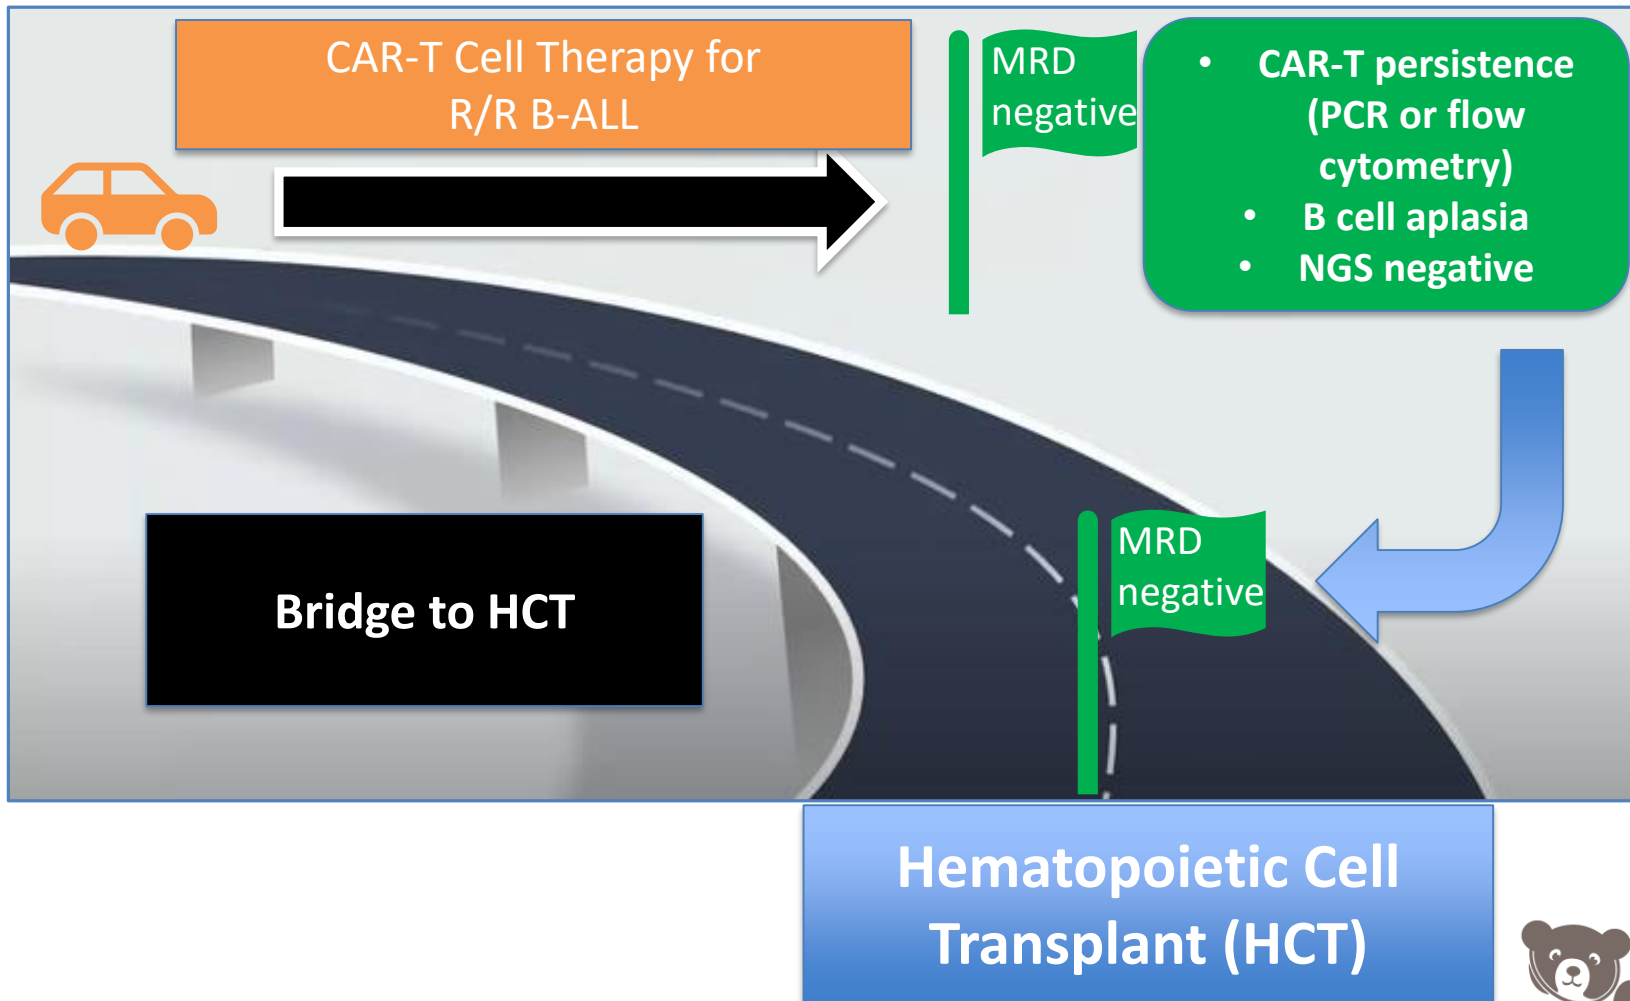 CAR-T Cell Therapy for
R/R B-ALL
MRD
negative
• CAR-T persistence
(PCR or flow
cytometry)
• B cell aplasia
• NGS negative
Bridge to HCT
MRD
negative
Hematopoietic Cell
Transplant (HCT)